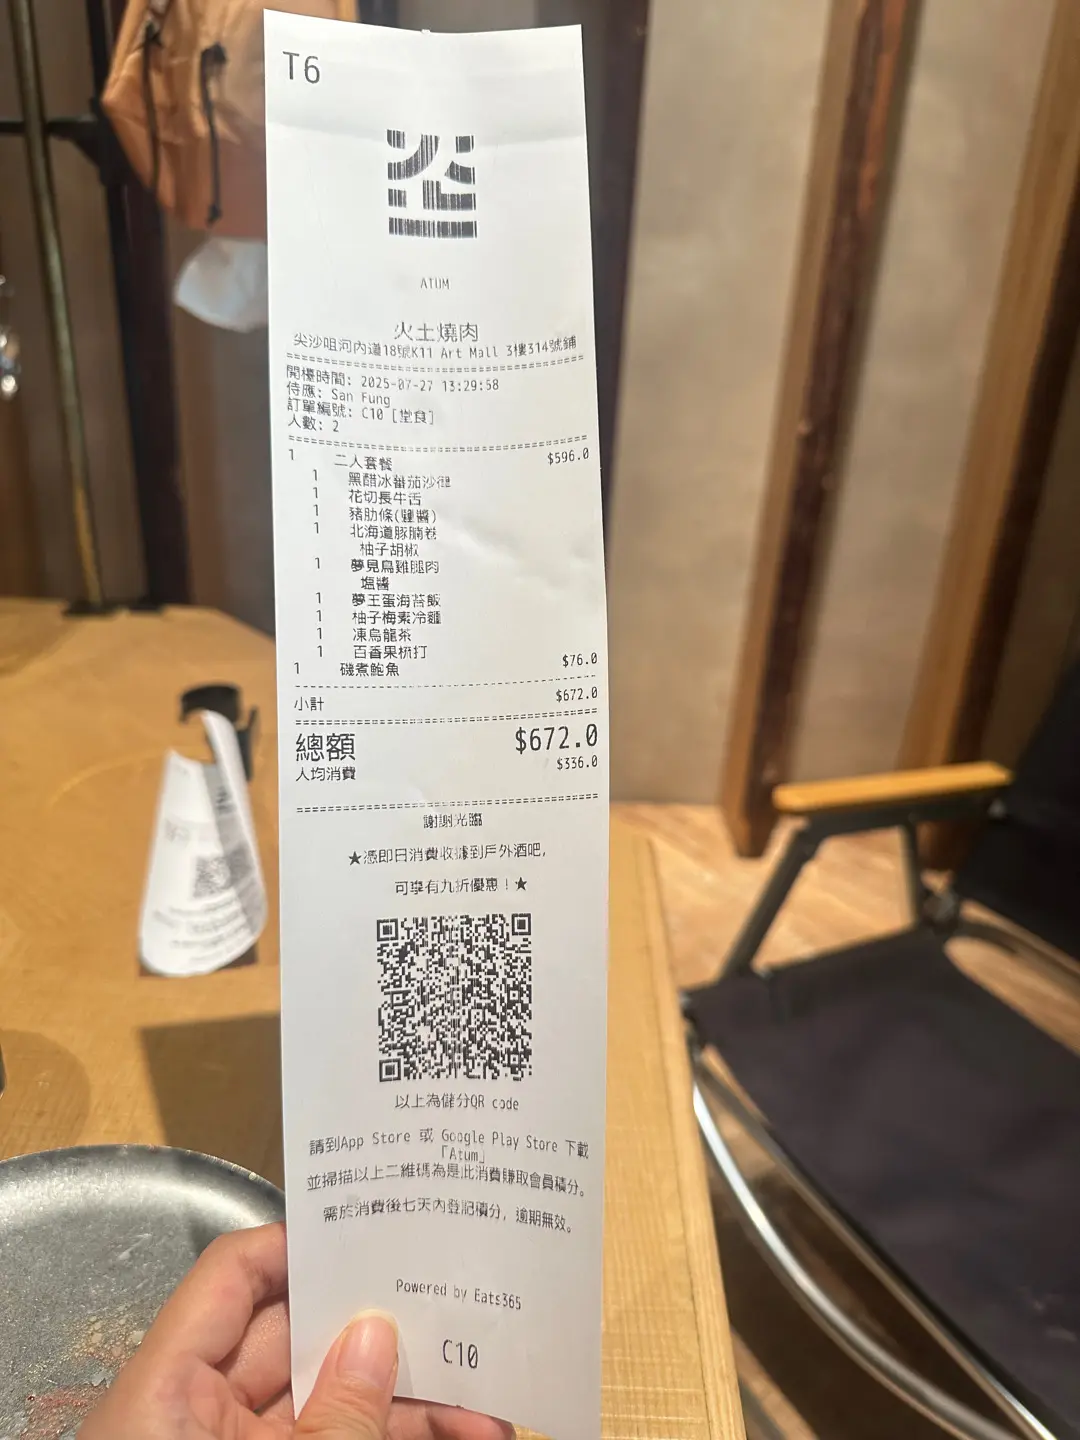 T6
ATUM
火土燒肉
尖沙咀河內道18號K11 Art Mall 3樓314號舖
開檯時間: 2025-07-27 13:29:58
侍應: San Fung
訂單編號: C10 [堂食]
人數: 2
1 二人套餐 $596.0
1 黑醋冰番茄沙律
1 花切長牛舌
1 豬肋條(鹽醬)
1 北海道豚腩卷
柚子胡椒
1 夢見鳥雞腿肉
塩醬
1 夢王蛋海苔飯
1 柚子梅素冷麵
1 凍烏龍茶
1 百香果梳打
1 磯煮鮑魚 $76.0
小計 $672.0
總額 $672.0
人均消費 $336.0
謝謝光臨
★憑即日消費收據到戶外酒吧,
可享有九折優惠！★
以上為儲分QR code
請到App Store 或 Google Play Store 下載
「Atum」
並掃描以上二維碼為是此消費賺取會員積分。
需於消費後七天內登記積分, 逾期無效。
Powered by Eats365
C10